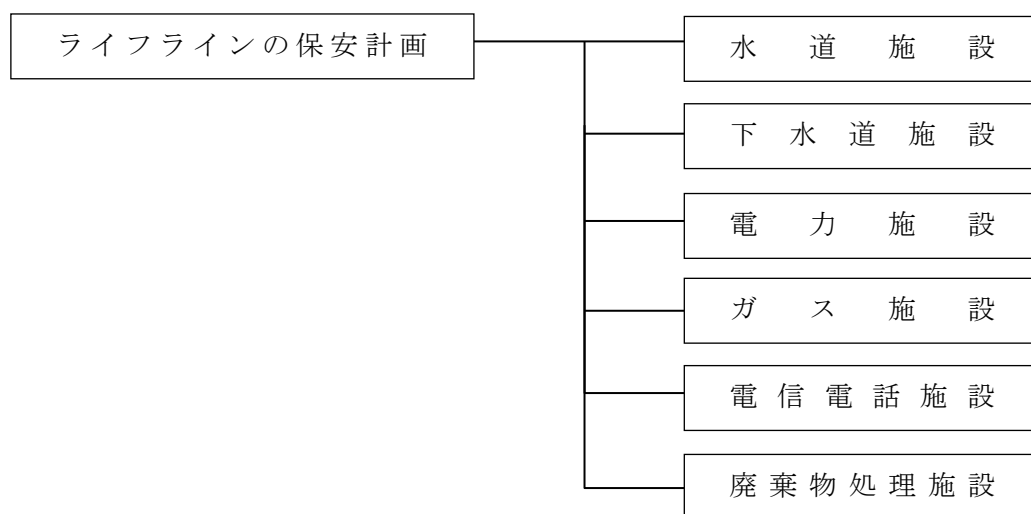 ライフラインの保安計画
水道施設
下水道施設
電力施設
ガス施設
電信電話施設
廃棄物処理施設